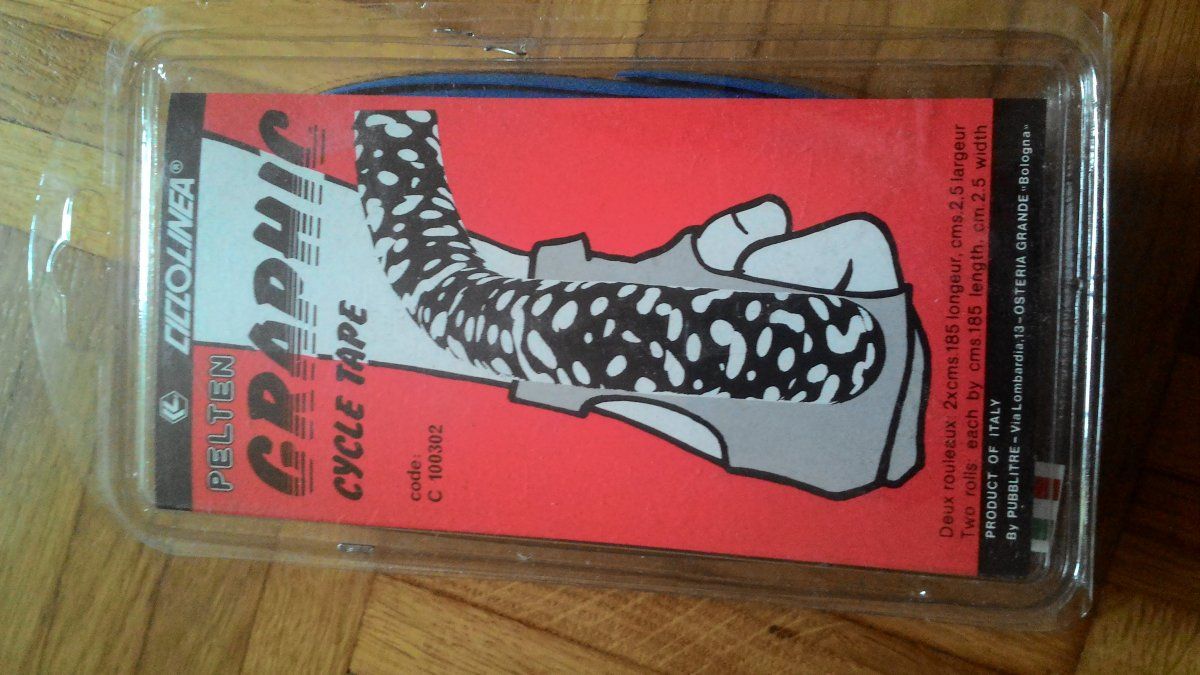 CICLOLINEA®
PELTEN
GRAPHIC
CYCLE TAPE
code:
C 100302
Deux rouleaux: 2xcms.185 longeur, cms.2.5 largeur
Two rolls: each by cms.185 length, cm.2.5 width
PRODUCT OF ITALY
By PUBBLITRE - Via Lombardia,13 - OSTERIA GRANDE "Bologna"